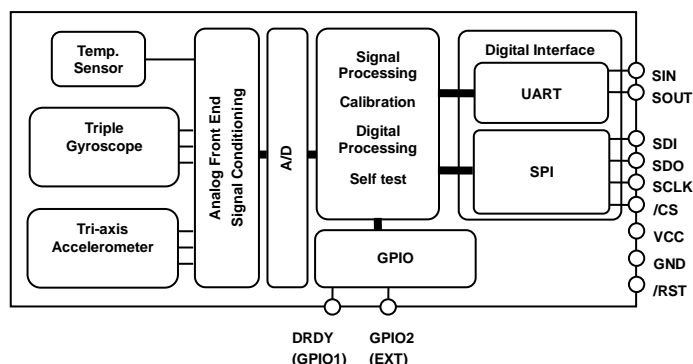 Temp.
Sensor
Triple
Gyroscope
Tri-axis
Accelerometer
Analog Front End
Signal Conditioning
A/D
Signal
Processing
Calibration
Digital
Processing
Self test
GPIO
Digital Interface
UART
SPI
SIN
SOUT
SDI
SDO
SCLK
/CS
VCC
GND
/RST
DRDY
(GPIO1)
GPIO2
(EXT)